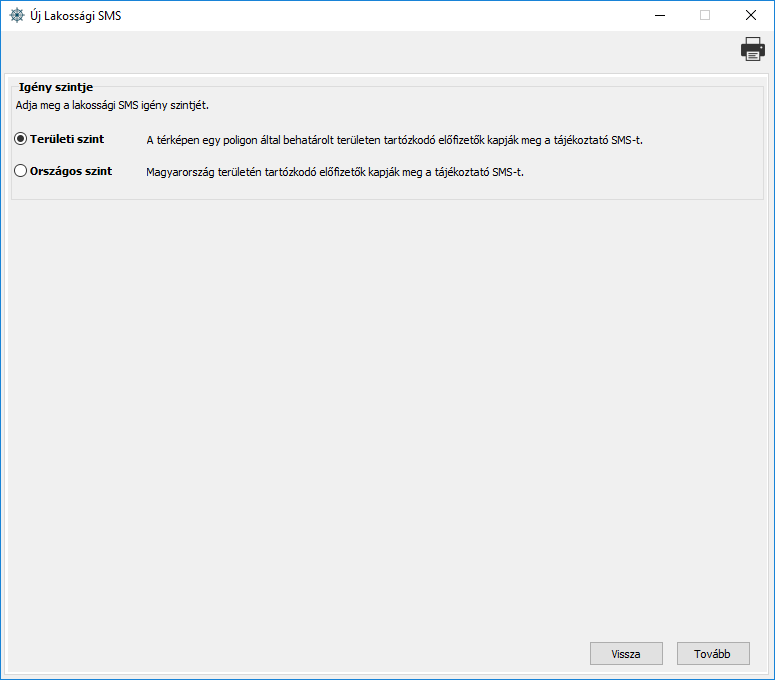 Új Lakossági SMS
Igény szintje
Adja meg a lakossági SMS igény szintjét.
Területi szint A térképen egy poligon által behatárolt területen tartózkodó előfizetők kapják meg a tájékoztató SMS-t.
Országos szint Magyarország területén tartózkodó előfizetők kapják meg a tájékoztató SMS-t.
Vissza Tovább